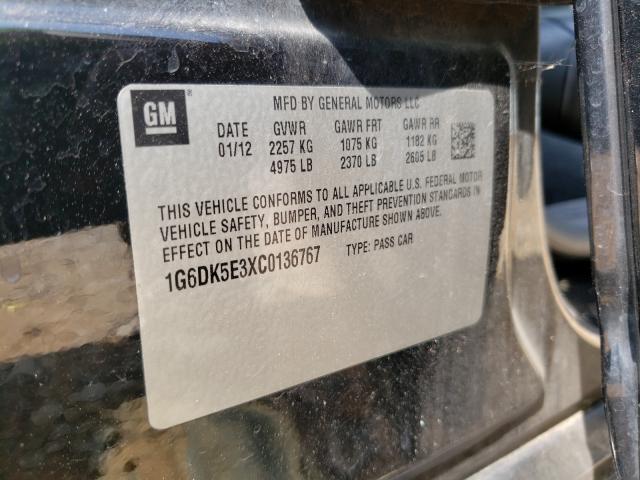 GM ®
MFD BY GENERAL MOTORS LLC
DATE GVWR GAWR FRT GAWR RR
01/12 2257 KG 1075 KG 1182 KG
4975 LB 2370 LB 2605 LB
THIS VEHICLE CONFORMS TO ALL APPLICABLE U.S. FEDERAL MOTOR
VEHICLE SAFETY, BUMPER, AND THEFT PREVENTION STANDARDS IN
EFFECT ON THE DATE OF MANUFACTURE SHOWN ABOVE.
1G6DK5E3XC0136767 TYPE: PASS CAR